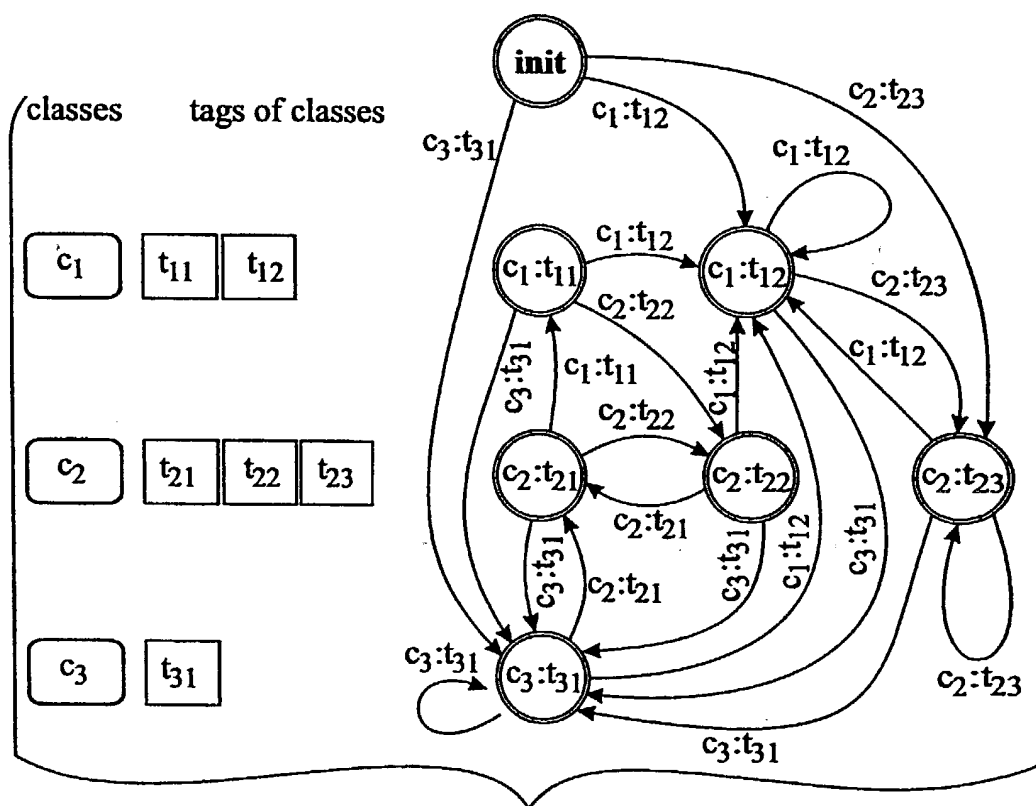 init
classes
tags of classes
c₃:t₃₁
c₁:t₁₂
c₂:t₂₃
c₁:t₁₂
c₁
t₁₁
t₁₂
c₁:t₁₁
c₁:t₁₂
c₁:t₁₂
c₂:t₂₂
c₂:t₂₃
c₃:t₃₁
c₁:t₁₁
c₁:t₁₂
c₁:t₁₂
c₂:t₂₂
c₂
t₂₁
t₂₂
t₂₃
c₂:t₂₁
c₂:t₂₂
c₂:t₂₃
c₂:t₂₁
c₃:t₃₁
c₂:t₂₁
c₃:t₃₁
c₁:t₁₂
c₃:t₃₁
c₃
t₃₁
c₃:t₃₁
c₃:t₃₁
c₂:t₂₃
c₃:t₃₁